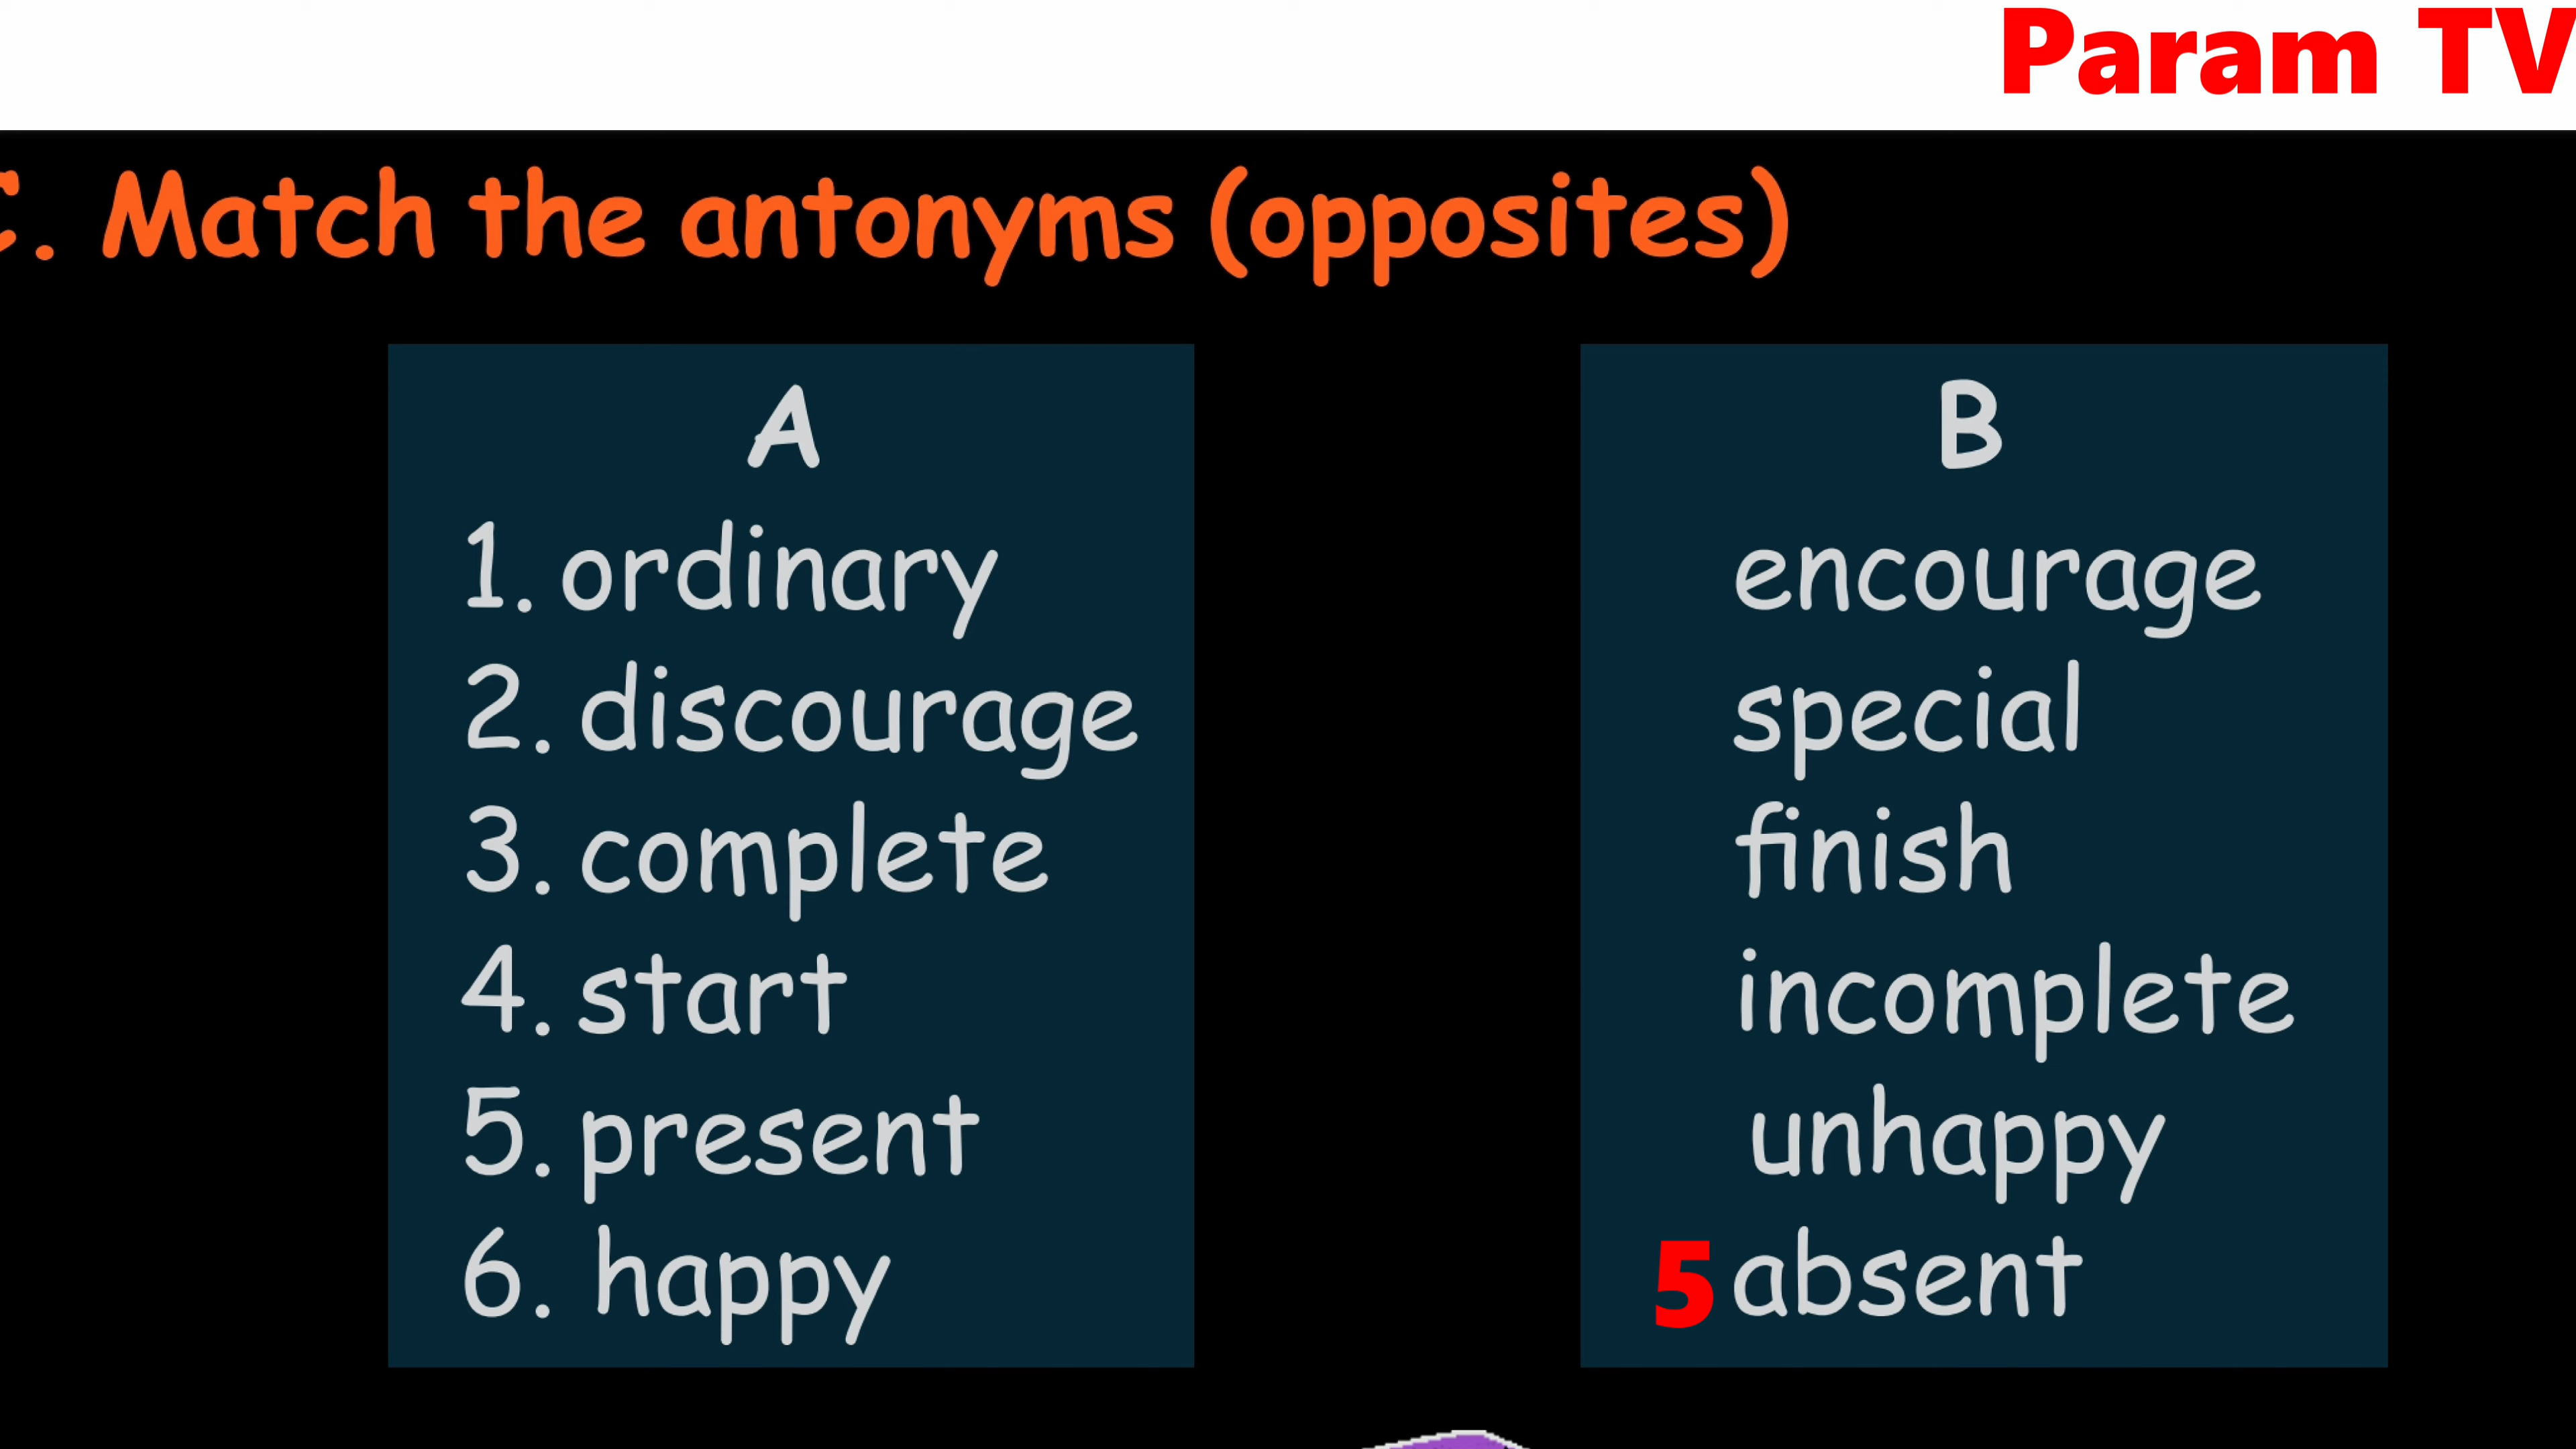 Param TV
. Match the antonyms (opposites)
A
1. ordinary
2. discourage
3. complete
4. start
5. present
6. happy
B
encourage
special
finish
incomplete
unhappy
5 absent